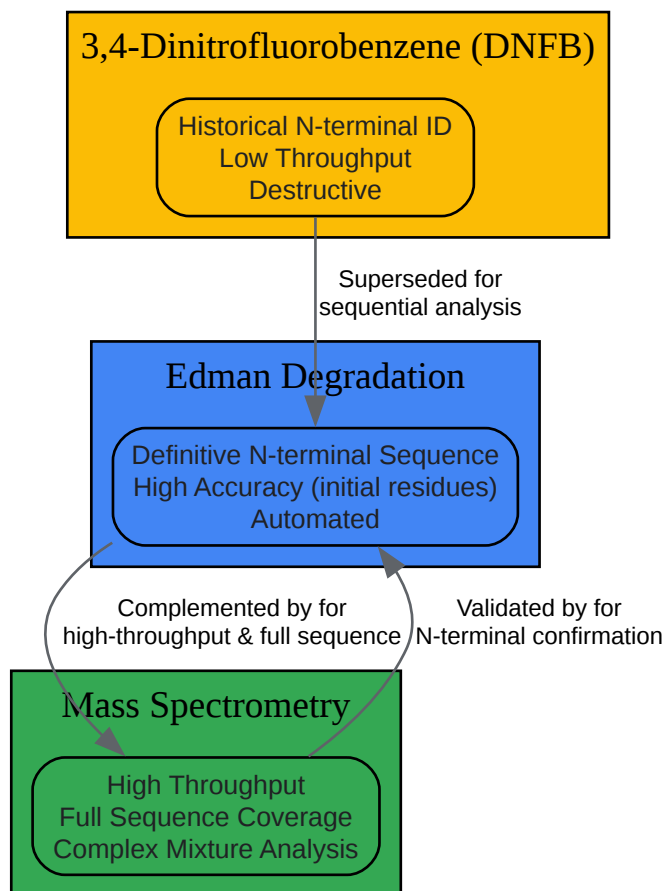 3,4-Dinitrofluorobenzene (DNFB)
Historical N-terminal ID
Low Throughput
Destructive
Superseded for
sequential analysis
Edman Degradation
Definitive N-terminal Sequence
High Accuracy (initial residues)
Automated
Complemented by for
high-throughput & full sequence
Validated by for
N-terminal confirmation
Mass Spectrometry
High Throughput
Full Sequence Coverage
Complex Mixture Analysis